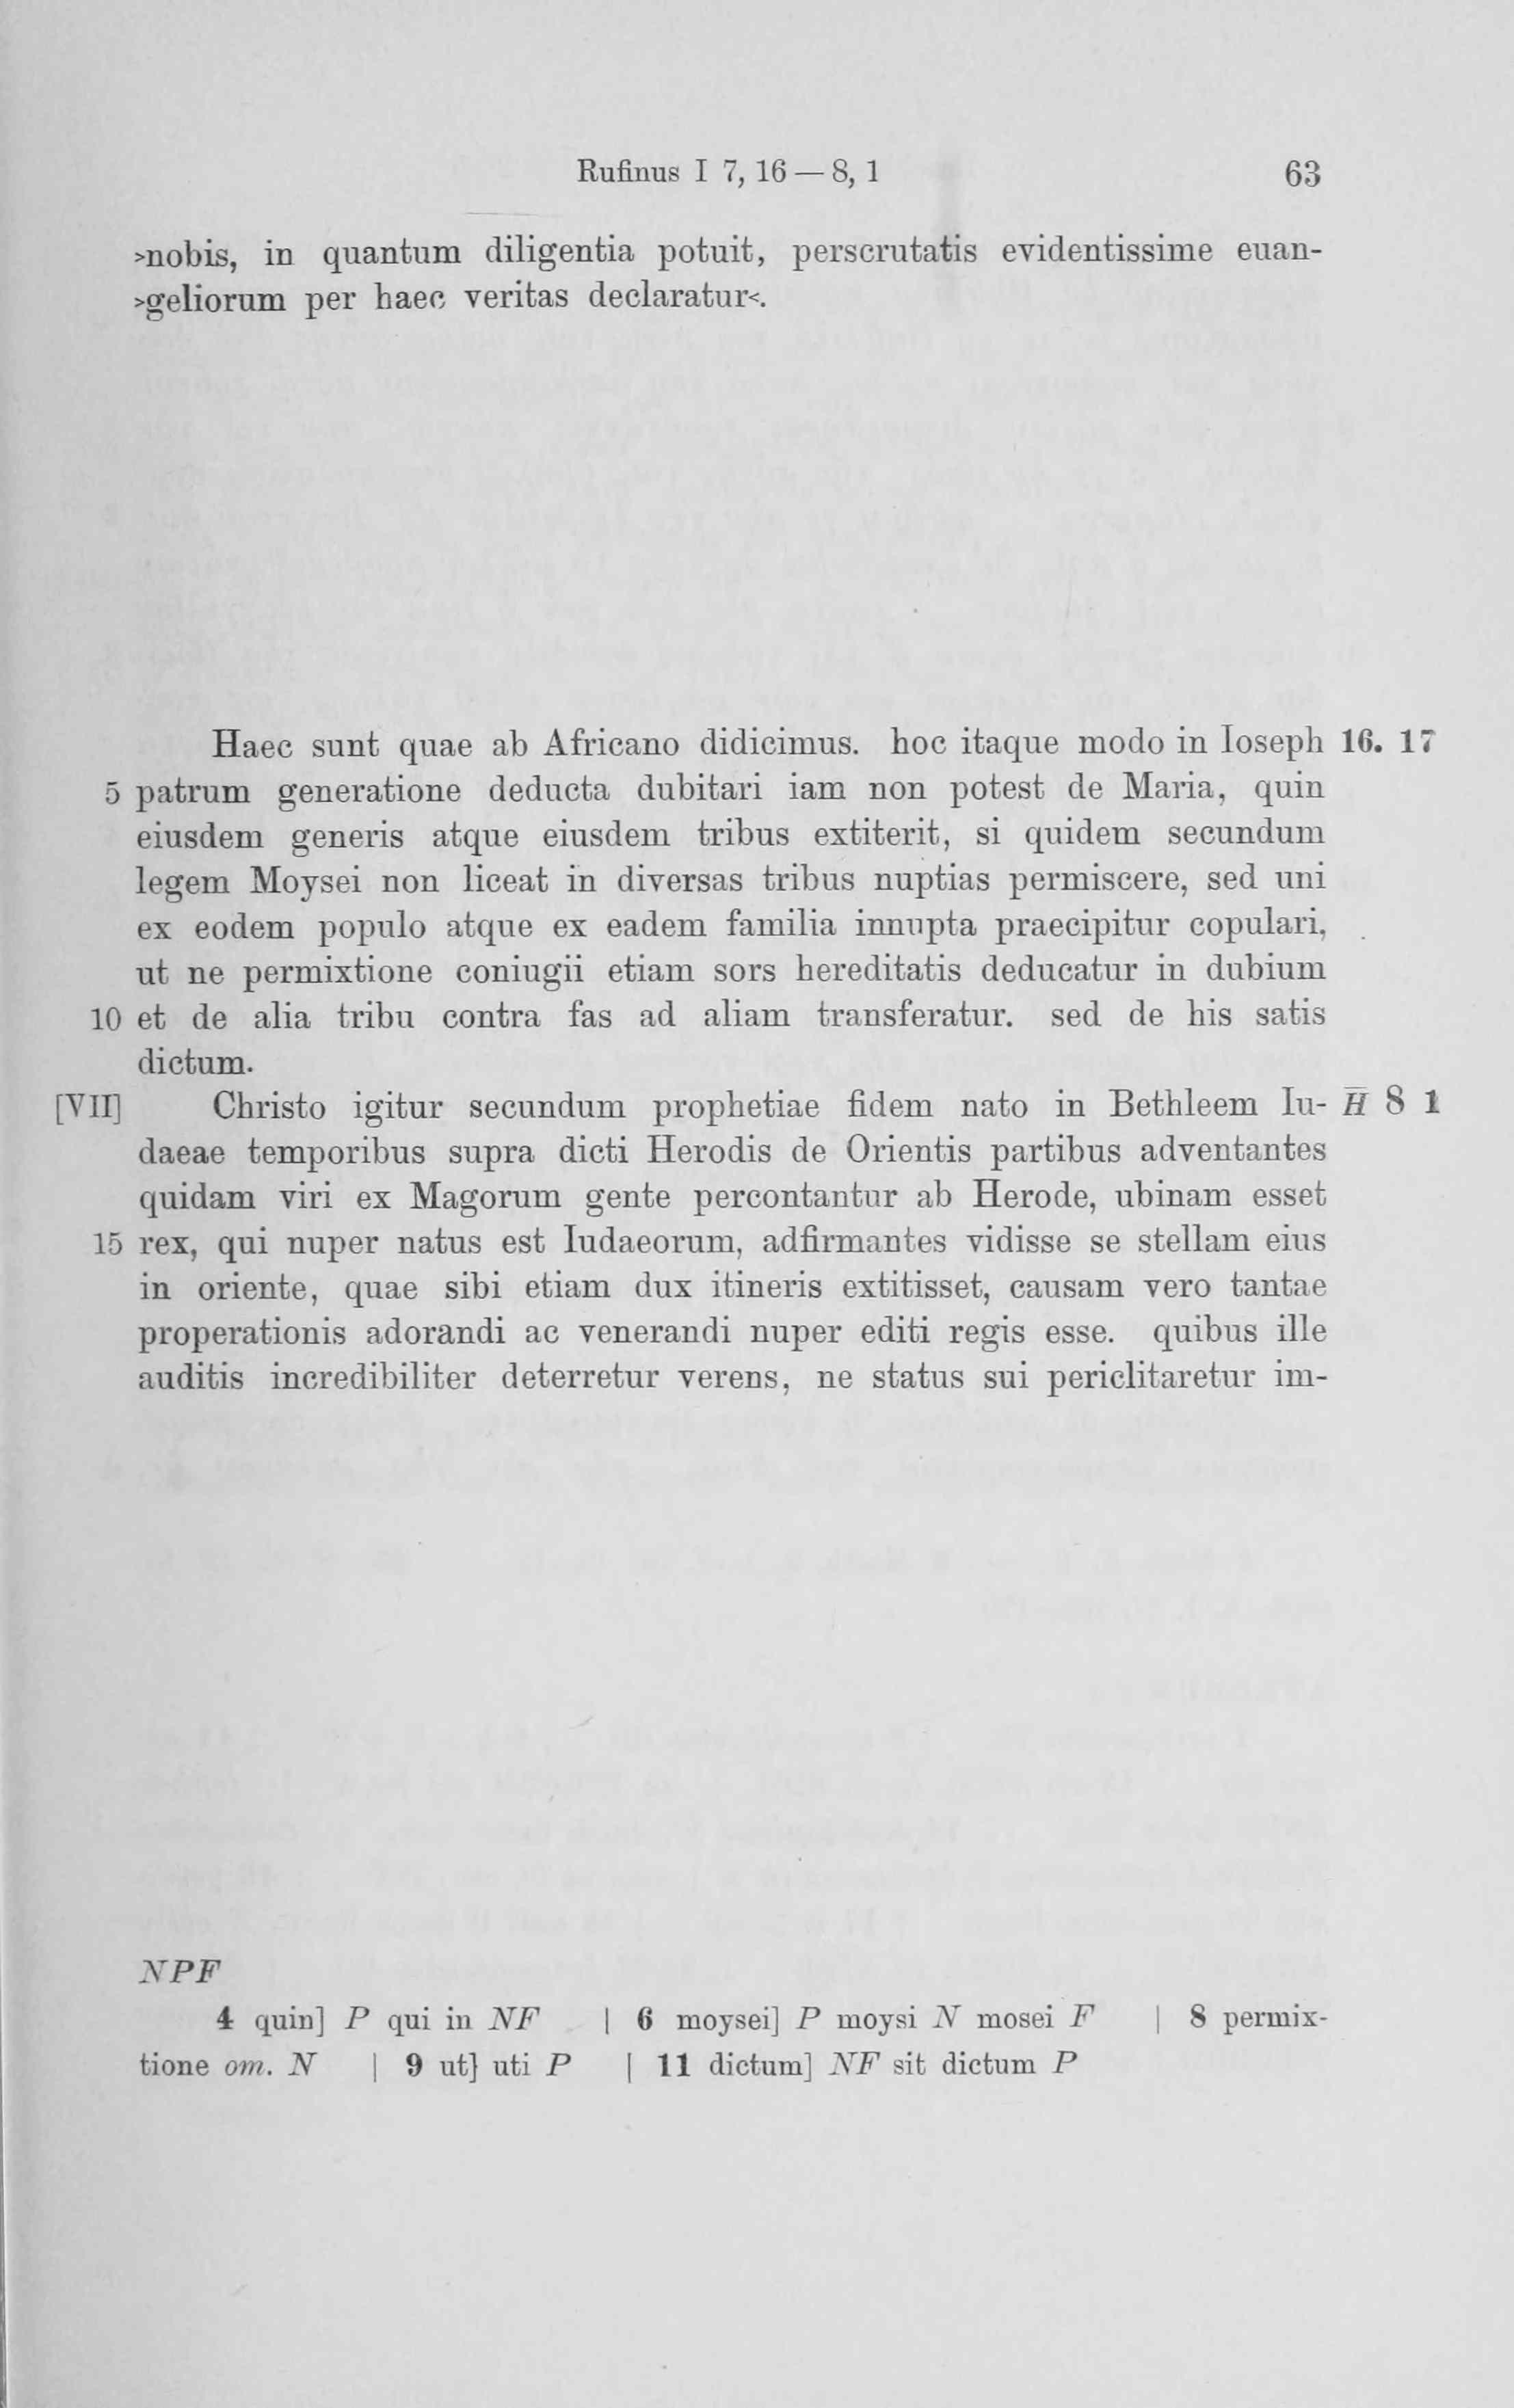 Rufinus I 7, 16 — 8, 1 63
>nobis, in quantum diligentia potuit, perscrutatis evidentissime euan-
>geliorum per haec veritas declaratur<.
Haec sunt quae ab Africano didicimus. hoc itaque modo in Ioseph 16. 17
5 patrum generatione deducta dubitari iam non potest de Maria, quin
eiusdem generis atque eiusdem tribus extiterit, si quidem secundum
legem Moysei non liceat in diversas tribus nuptias permiscere, sed uni
ex eodem populo atque ex eadem familia innupta praecipitur copulari,
ut ne permixtione coniugii etiam sors hereditatis deducatur in dubium
10 et de alia tribu contra fas ad aliam transferatur. sed de his satis
dictum.
[VII] Christo igitur secundum prophetiae fidem nato in Bethleem Iu- H̅ 8 1
daeae temporibus supra dicti Herodis de Orientis partibus adventantes
quidam viri ex Magorum gente percontantur ab Herode, ubinam esset
15 rex, qui nuper natus est Iudaeorum, adfirmantes vidisse se stellam eius
in oriente, quae sibi etiam dux itineris extitisset, causam vero tantae
properationis adorandi ac venerandi nuper editi regis esse. quibus ille
auditis incredibiliter deterretur verens, ne status sui periclitaretur im-
NPF
4 quin] P qui in NF | 6 moysei] P moysi N mosei F | 8 permix-
tione om. N | 9 ut] uti P | 11 dictum] NF sit dictum P